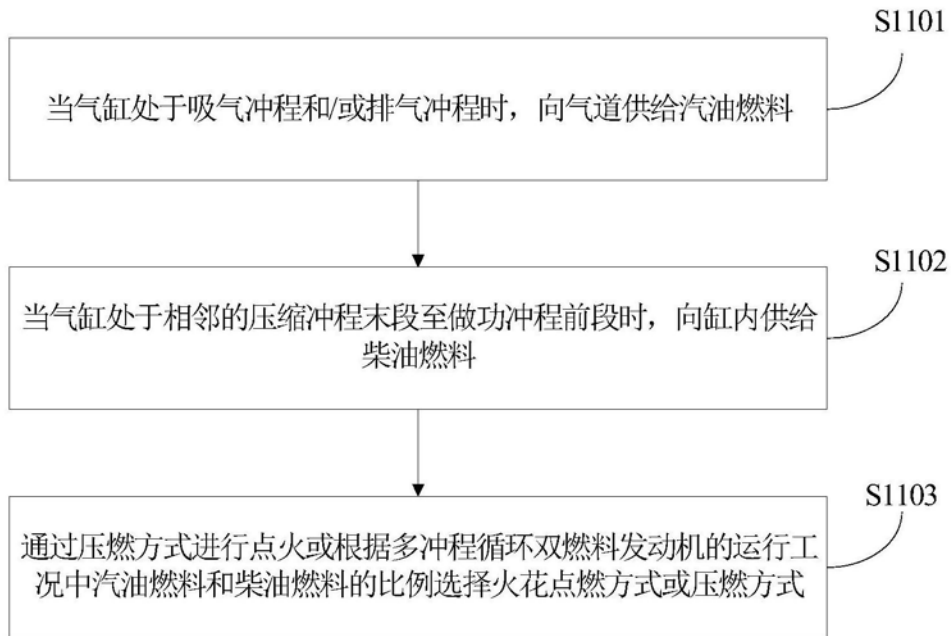 S1101
当气缸处于吸气冲程和/或排气冲程时，向气道供给汽油燃料
S1102
当气缸处于相邻的压缩冲程末段至做功冲程前段时，向缸内供给
柴油燃料
S1103
通过压燃方式进行点火或根据多冲程循环双燃料发动机的运行工
况中汽油燃料和柴油燃料的比例选择火花点燃方式或压燃方式